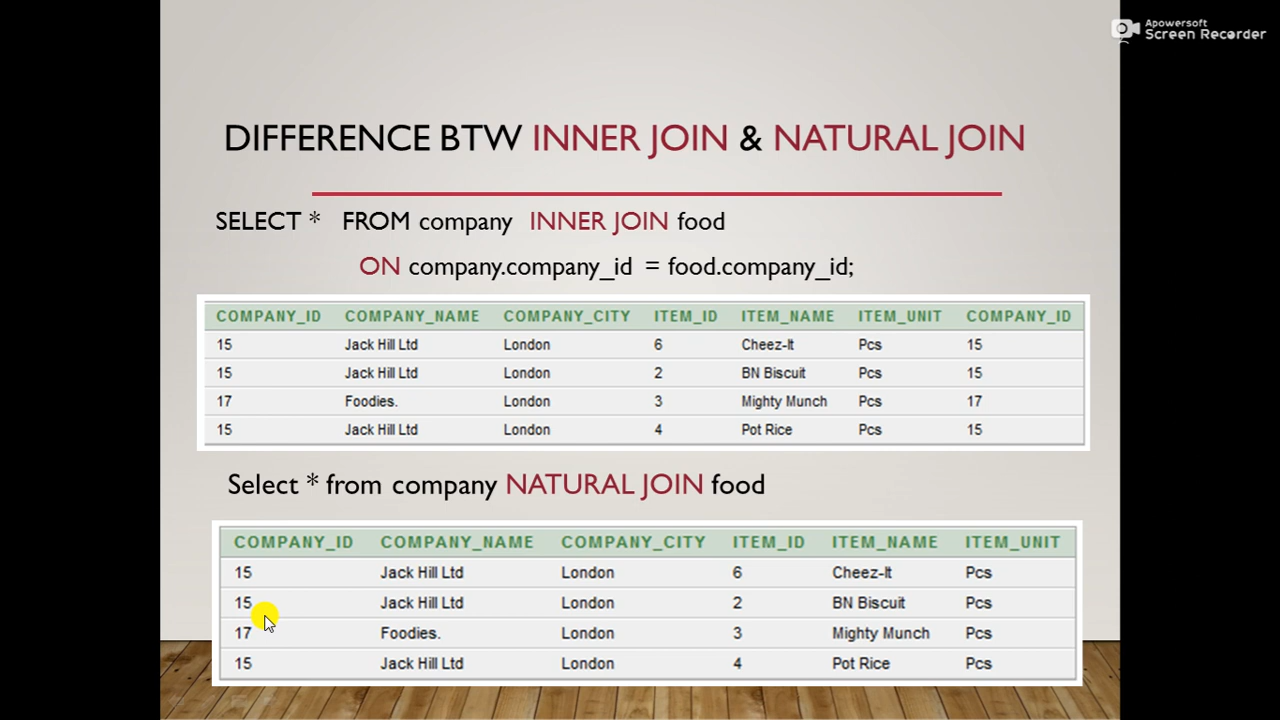 Apowersoft
Screen Recorder
DIFFERENCE BTW INNER JOIN & NATURAL JOIN
SELECT * FROM company INNER JOIN food
ON company.company_id = food.company_id;
COMPANY_ID COMPANY_NAME COMPANY_CITY ITEM_ID ITEM_NAME ITEM_UNIT COMPANY_ID
15 Jack Hill Ltd London 6 Cheez-It Pcs 15
15 Jack Hill Ltd London 2 BN Biscuit Pcs 15
17 Foodies. London 3 Mighty Munch Pcs 17
15 Jack Hill Ltd London 4 Pot Rice Pcs 15
Select * from company NATURAL JOIN food
COMPANY_ID COMPANY_NAME COMPANY_CITY ITEM_ID ITEM_NAME ITEM_UNIT
15 Jack Hill Ltd London 6 Cheez-It Pcs
15 Jack Hill Ltd London 2 BN Biscuit Pcs
17 Foodies. London 3 Mighty Munch Pcs
15 Jack Hill Ltd London 4 Pot Rice Pcs